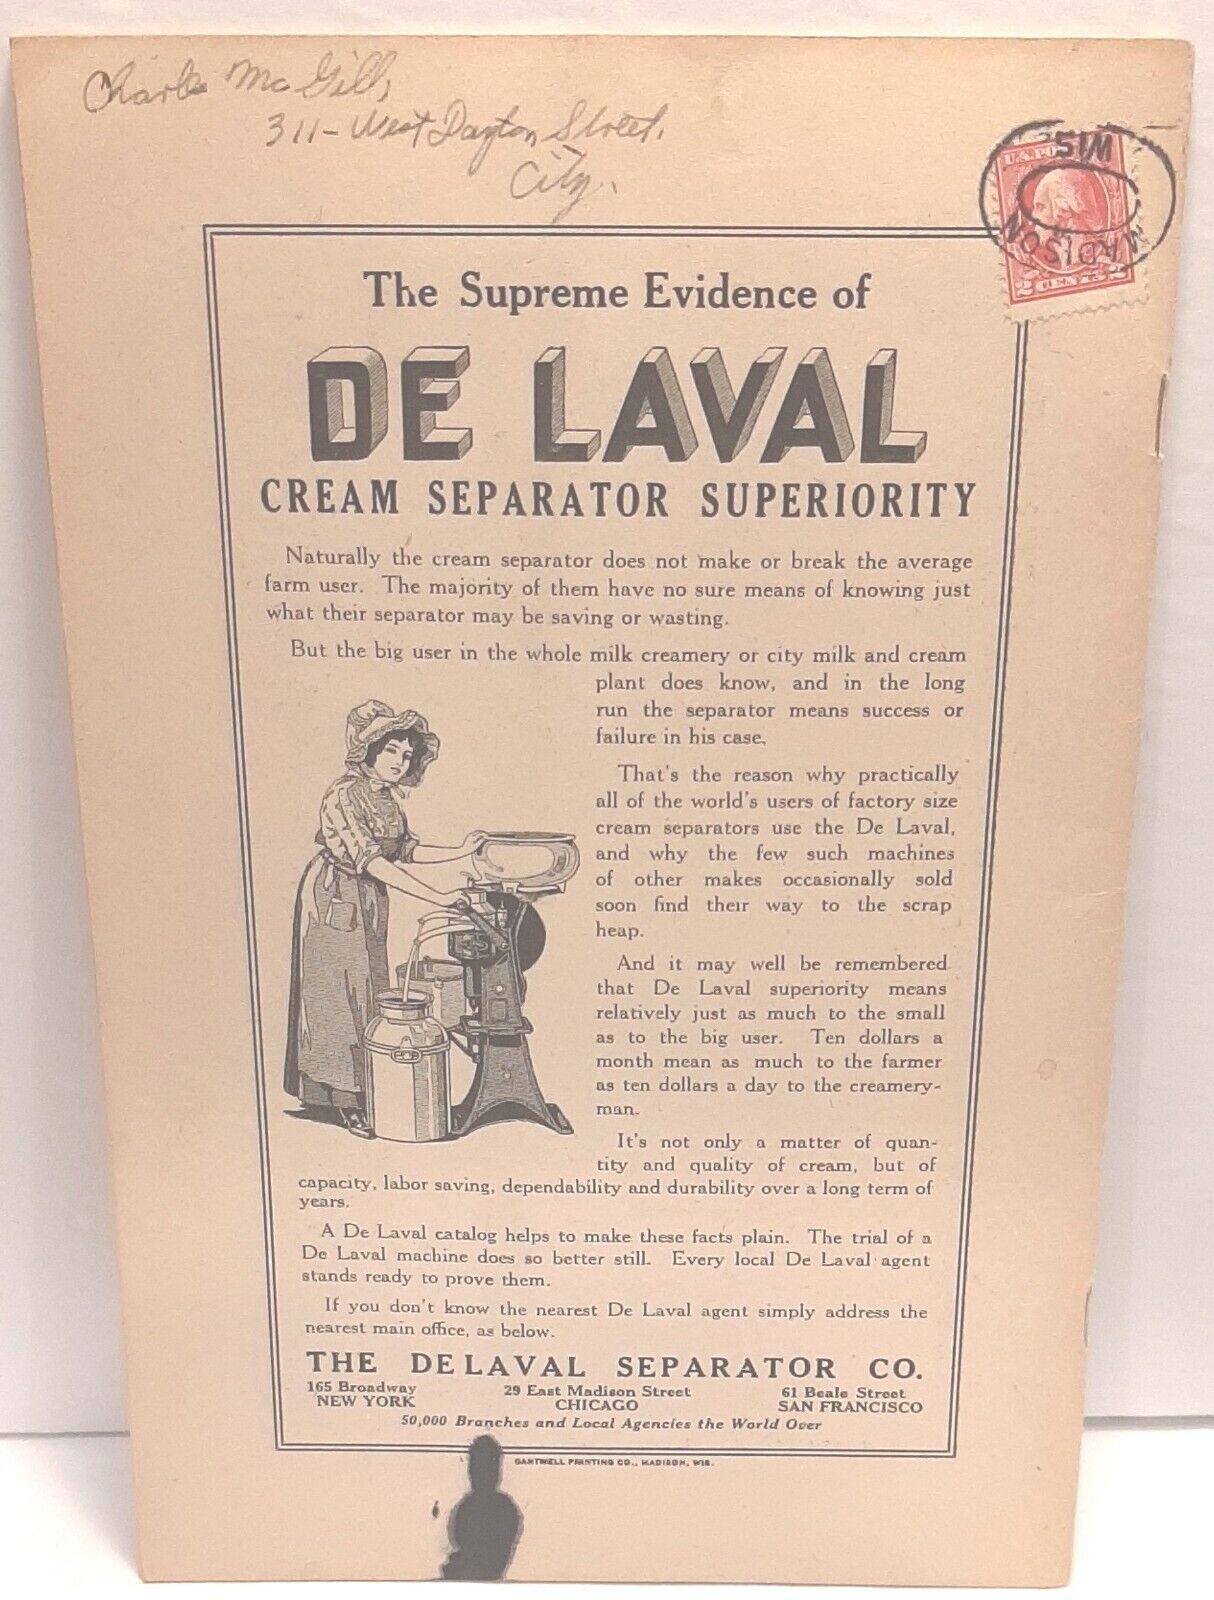 Charles McGill,
311 - West Dayton Street,
City.
U.S. PO
2 CENTS 2
MADISON
WIS
The Supreme Evidence of
DE LAVAL
CREAM SEPARATOR SUPERIORITY
Naturally the cream separator does not make or break the average
farm user. The majority of them have no sure means of knowing just
what their separator may be saving or wasting.
But the big user in the whole milk creamery or city milk and cream
plant does know, and in the long
run the separator means success or
failure in his case.
That's the reason why practically
all of the world's users of factory size
cream separators use the De Laval,
and why the few such machines
of other makes occasionally sold
soon find their way to the scrap
heap.
And it may well be remembered
that De Laval superiority means
relatively just as much to the small
as to the big user. Ten dollars a
month mean as much to the farmer
as ten dollars a day to the creamery-
man.
It's not only a matter of quan-
tity and quality of cream, but of
capacity, labor saving, dependability and durability over a long term of
years.
A De Laval catalog helps to make these facts plain. The trial of a
De Laval machine does so better still. Every local De Laval agent
stands ready to prove them.
If you don't know the nearest De Laval agent simply address the
nearest main office, as below.
THE DE LAVAL SEPARATOR CO.
165 Broadway 29 East Madison Street 61 Beale Street
NEW YORK CHICAGO SAN FRANCISCO
50,000 Branches and Local Agencies the World Over
CANTWELL PRINTING CO., MADISON, WIS.